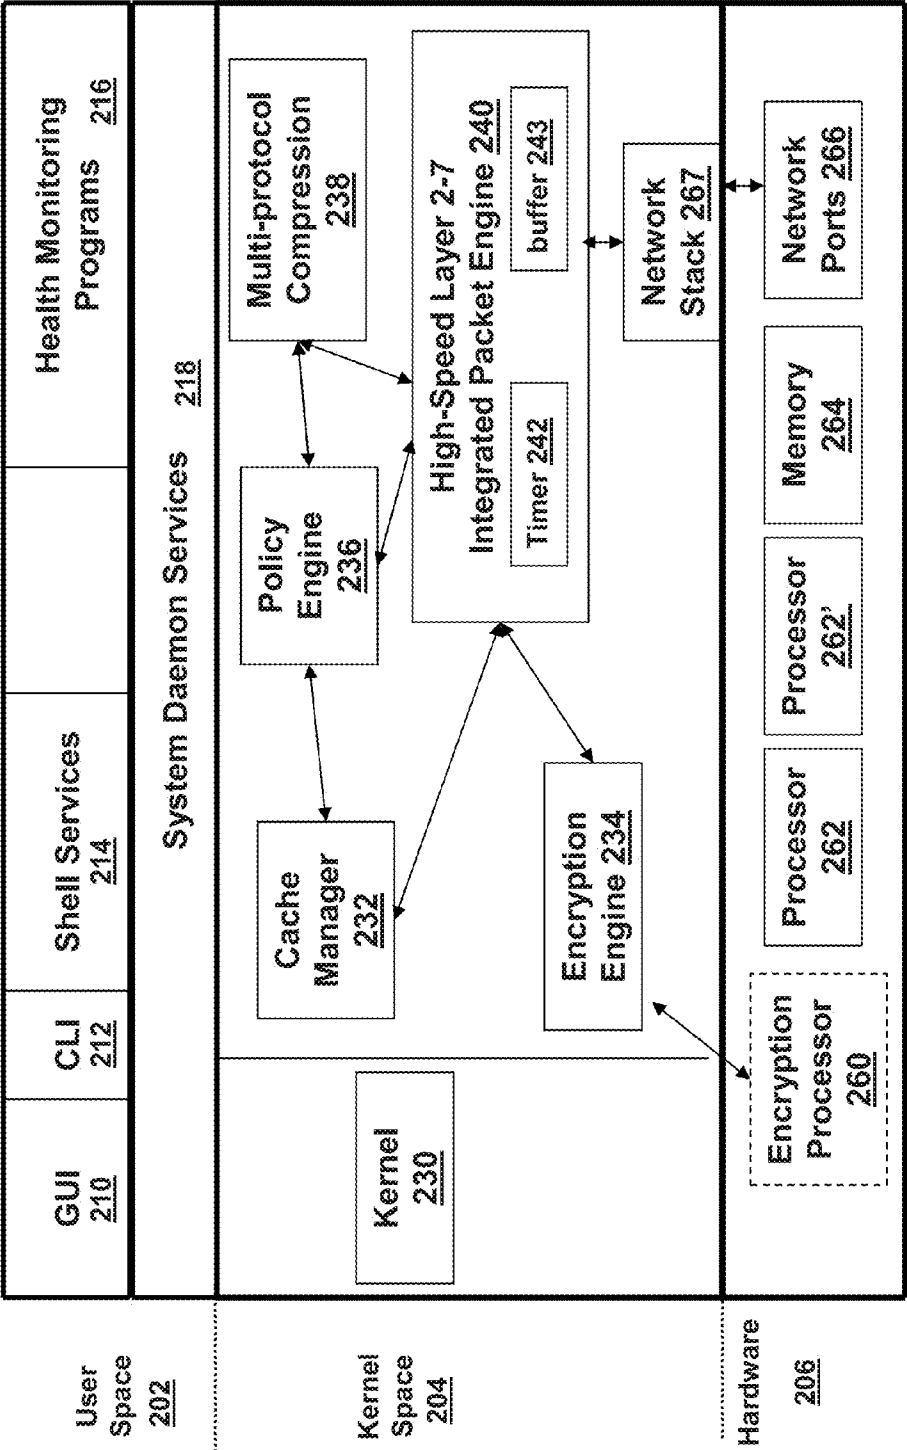 User
Space
202
GUI
210
CLI
212
Shell Services
214
Health Monitoring
Programs 216
System Daemon Services 218
Kernel
Space
204
Kernel
230
Cache
Manager
232
Policy
Engine
236
Multi-protocol
Compression
238
High-Speed Layer 2-7
Integrated Packet Engine 240
Timer 242
buffer 243
Encryption
Engine 234
Network
Stack 267
Hardware
206
Encryption
Processor
260
Processor
262
Processor
262’
Memory
264
Network
Ports 266